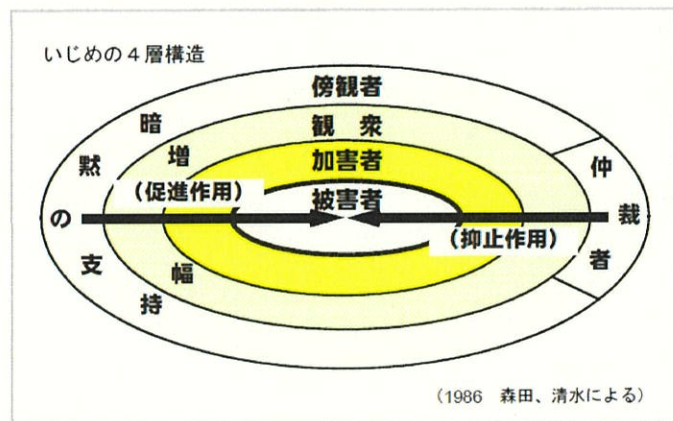 いじめの4層構造
傍観者
観 衆
加害者
被害者
暗黙の支持
増幅
(促進作用)
(抑止作用)
仲裁者
(1986 森田、清水による)